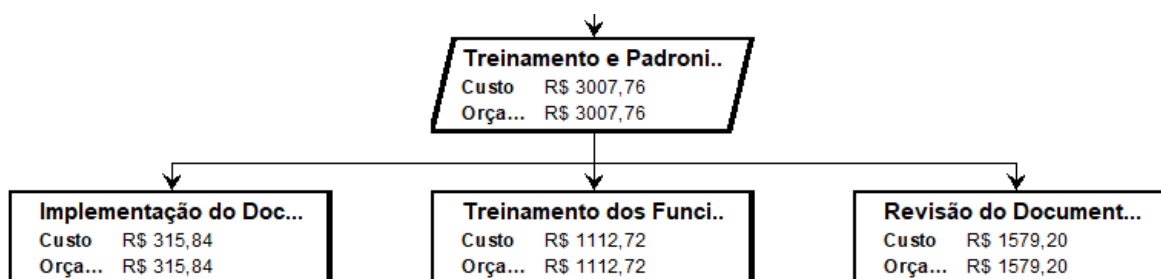 Treinamento e Padroni..
Custo R$ 3007,76
Orça... R$ 3007,76
Implementação do Doc...
Custo R$ 315,84
Orça... R$ 315,84
Treinamento dos Funci..
Custo R$ 1112,72
Orça... R$ 1112,72
Revisão do Document...
Custo R$ 1579,20
Orça... R$ 1579,20